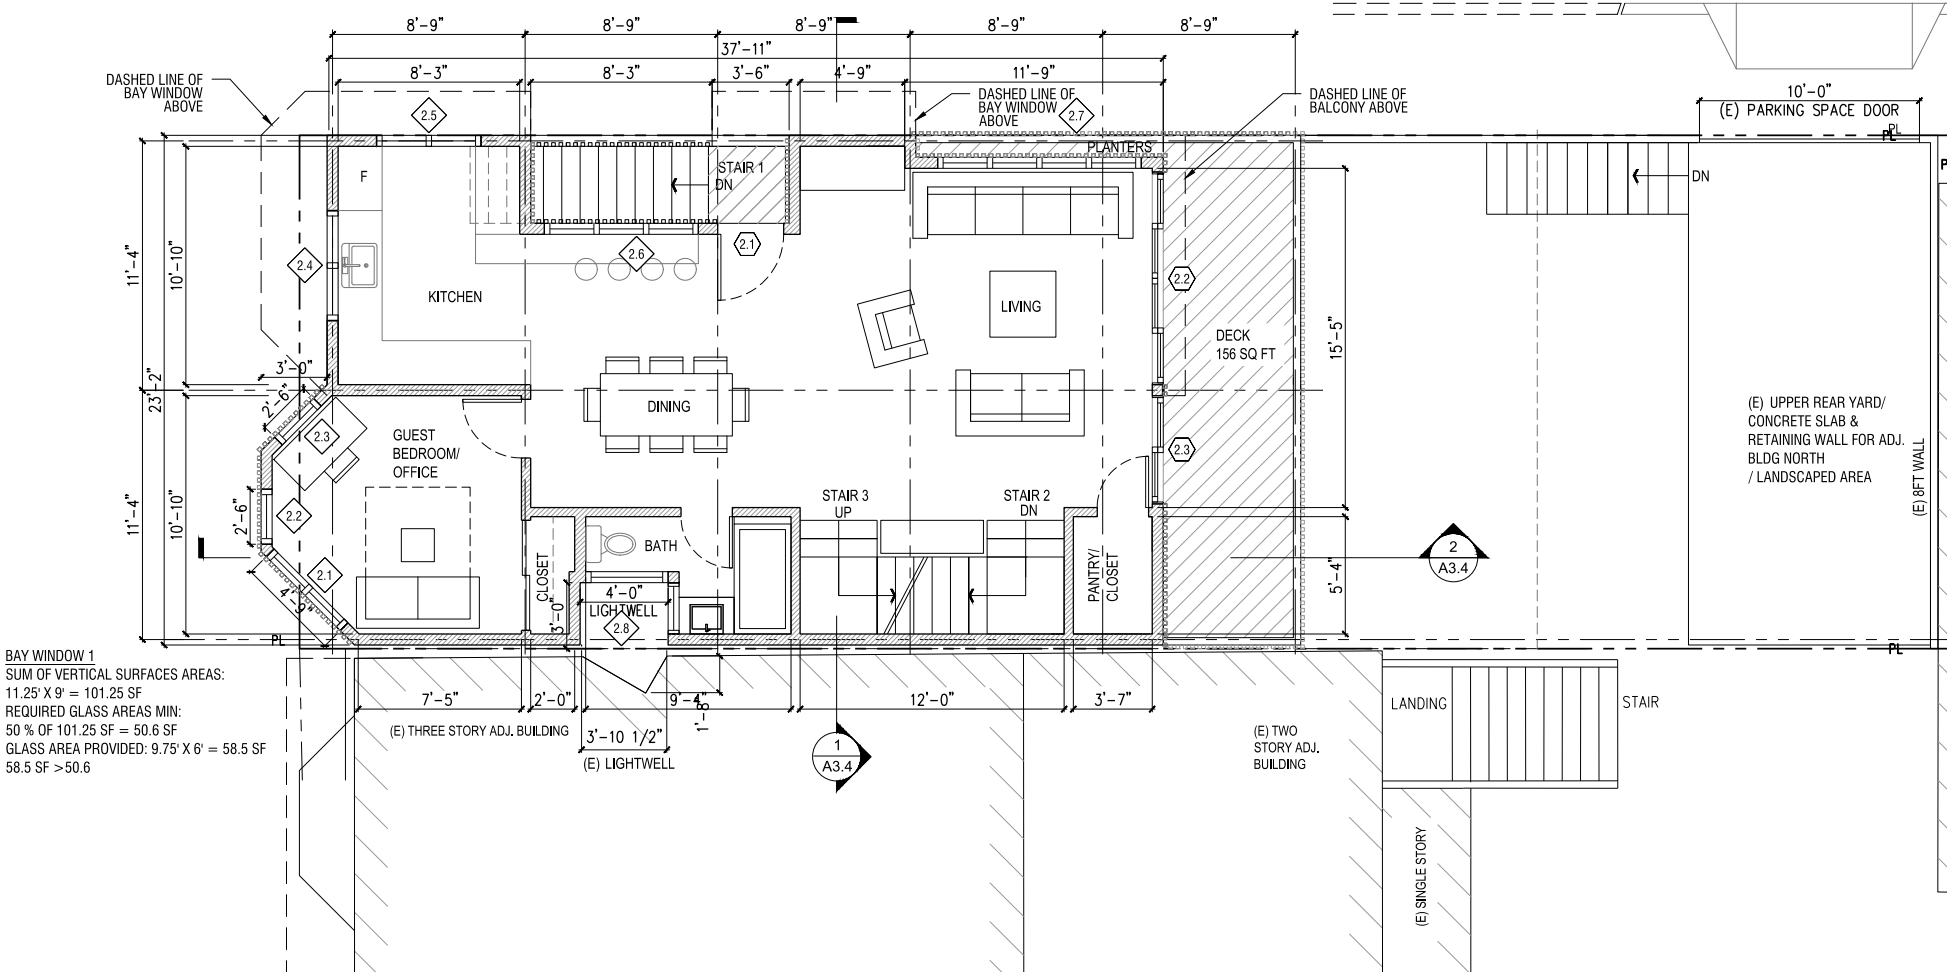 8'-9"
8'-9"
8'-9"
8'-9"
8'-9"
37'-11"
8'-3"
8'-3"
3'-6"
4'-9"
11'-9"
DASHED LINE OF
BAY WINDOW
ABOVE
DASHED LINE OF
BAY WINDOW
ABOVE
DASHED LINE OF
BALCONY ABOVE
10'-0"
(E) PARKING SPACE DOOR
PL
PL
P
2.5
2.7
PLANTERS
F
STAIR 1
DN
DN
11'-4"
10'-10"
23'-2"
2.4
2.6
2.1
2.2
KITCHEN
LIVING
DECK
156 SQ FT
15'-5"
3'-0"
2'-6"
2.3
DINING
GUEST
BEDROOM/
OFFICE
2.3
(E) UPPER REAR YARD/
CONCRETE SLAB &
RETAINING WALL FOR ADJ.
BLDG NORTH
/ LANDSCAPED AREA
(E) 8FT WALL
11'-4"
10'-10"
2'-6"
2.2
STAIR 3
UP
STAIR 2
DN
BATH
2.1
4'-9"
CLOSET
3'-0"
4'-0"
LIGHTWELL
2.8
PANTRY/
CLOSET
5'-4"
2
A3.4
PL
PL
BAY WINDOW 1
SUM OF VERTICAL SURFACES AREAS:
11.25' X 9' = 101.25 SF
REQUIRED GLASS AREAS MIN:
50 % OF 101.25 SF = 50.6 SF
GLASS AREA PROVIDED: 9.75' X 6' = 58.5 SF
58.5 SF >50.6
7'-5"
2'-0"
9'-4"
1'-8"
12'-0"
3'-7"
(E) THREE STORY ADJ. BUILDING
3'-10 1/2"
(E) LIGHTWELL
1
A3.4
(E) TWO
STORY ADJ.
BUILDING
LANDING
STAIR
(E) SINGLE STORY